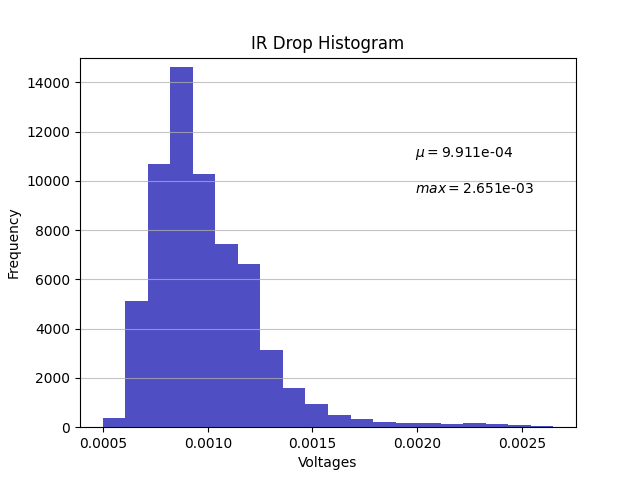 IR Drop Histogram
14000
12000
10000
8000
6000
4000
2000
0
Frequency
μ = 9.911e-04
max = 2.651e-03
0.0005 0.0010 0.0015 0.0020 0.0025
Voltages